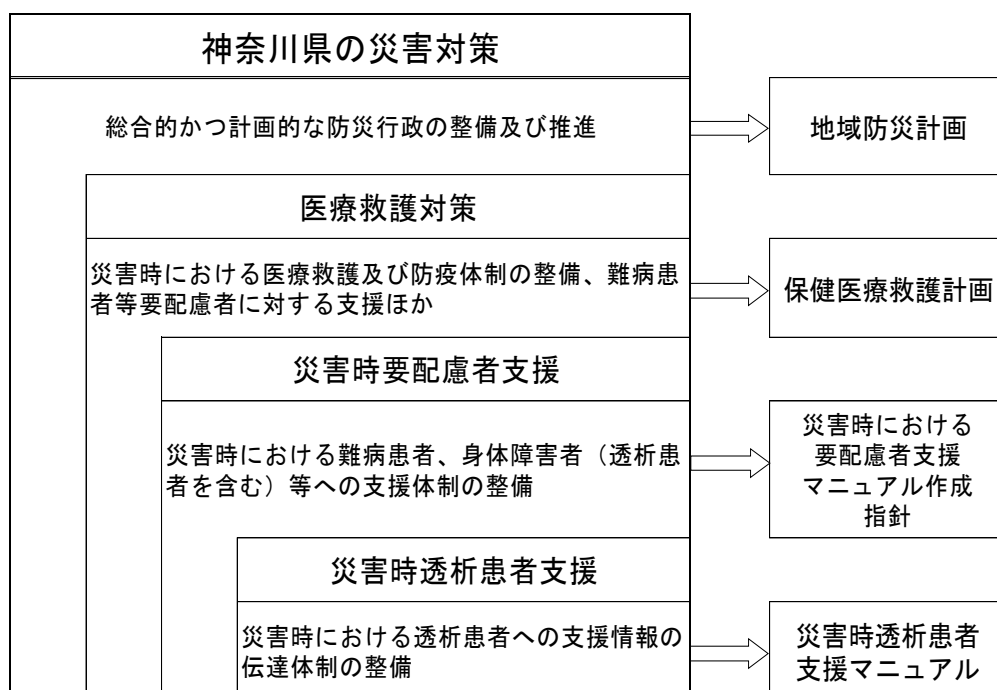 神奈川県の災害対策
総合的かつ計画的な防災行政の整備及び推進
地域防災計画
医療救護対策
災害時における医療救護及び防疫体制の整備、難病患
者等要配慮者に対する支援ほか
保健医療救護計画
災害時要配慮者支援
災害時における難病患者、身体障害者（透析患
者を含む）等への支援体制の整備
災害時における
要配慮者支援
マニュアル作成
指針
災害時透析患者支援
災害時における透析患者への支援情報の
伝達体制の整備
災害時透析患者
支援マニュアル